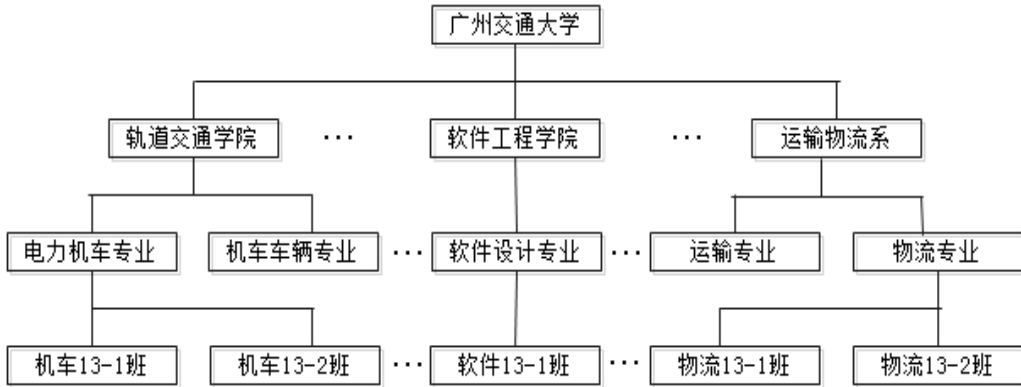 广州交通大学
轨道交通学院 ... 软件工程学院 ... 运输物流系
电力机车专业 机车车辆专业 ... 软件设计专业 ... 运输专业 物流专业
机车13-1班 机车13-2班 ... 软件13-1班 ... 物流13-1班 物流13-2班